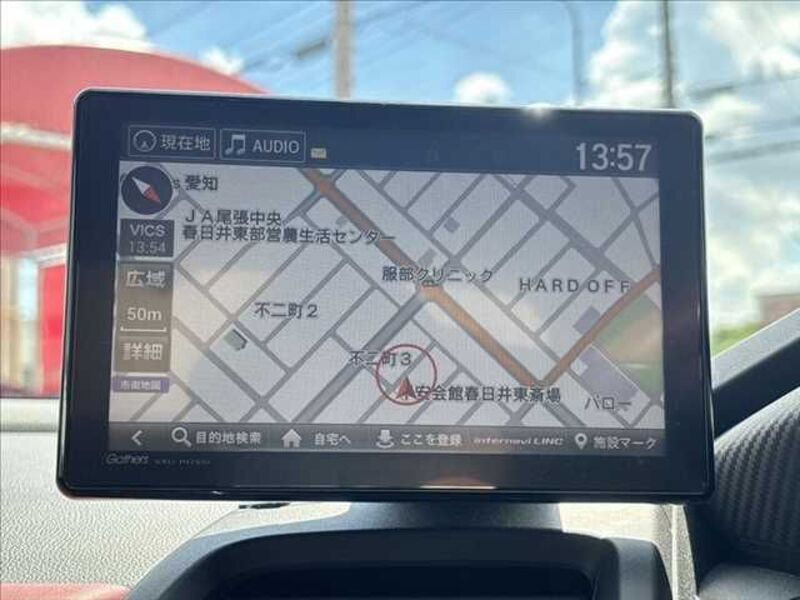 現在地 AUDIO 13:57
s 愛知
VICS
13:54
JA尾張中央
春日井東部営農生活センター
広域
服部クリニック
HARD OFF
50m
不二町2
詳細
不二町3
市街地図
安会館春日井東斎場
バロー
目的地検索 自宅へ ここを登録 internavi LINC 施設マーク
Gathers